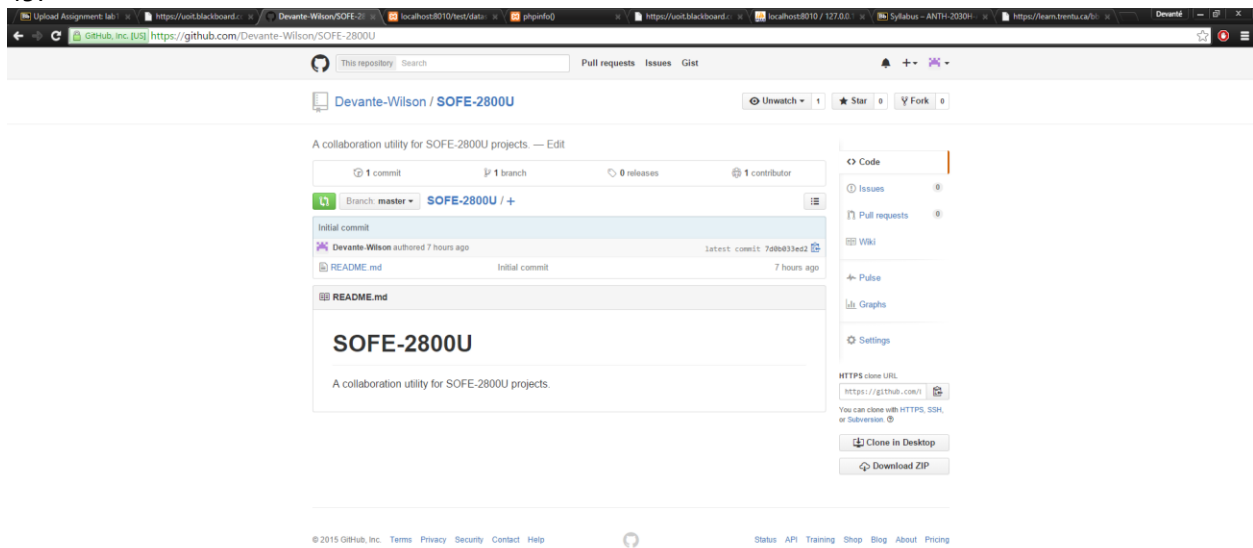 Upload Assignment: lab1
https://uoit.blackboard.c
Devante-Wilson/SOFE-28
localhost:8010/test/data
phpinfo()
https://uoit.blackboard.c
localhost:8010 / 127.0.0.1
Syllabus – ANTH-2030H
https://learn.trentu.ca/bb
Devanté
GitHub, Inc. [US] https://github.com/Devante-Wilson/SOFE-2800U
This repository Search Pull requests Issues Gist
Devante-Wilson / SOFE-2800U Unwatch 1 Star 0 Fork 0
A collaboration utility for SOFE-2800U projects. — Edit
1 commit 1 branch 0 releases 1 contributor
Branch: master SOFE-2800U / +
Initial commit
Devante-Wilson authored 7 hours ago latest commit 7d0b033ed2
README.md Initial commit 7 hours ago
README.md
SOFE-2800U
A collaboration utility for SOFE-2800U projects.
Code
Issues 0
Pull requests 0
Wiki
Pulse
Graphs
Settings
HTTPS clone URL
https://github.com/
You can clone with HTTPS, SSH,
or Subversion.
Clone in Desktop
Download ZIP
© 2015 GitHub, Inc. Terms Privacy Security Contact Help Status API Training Shop Blog About Pricing